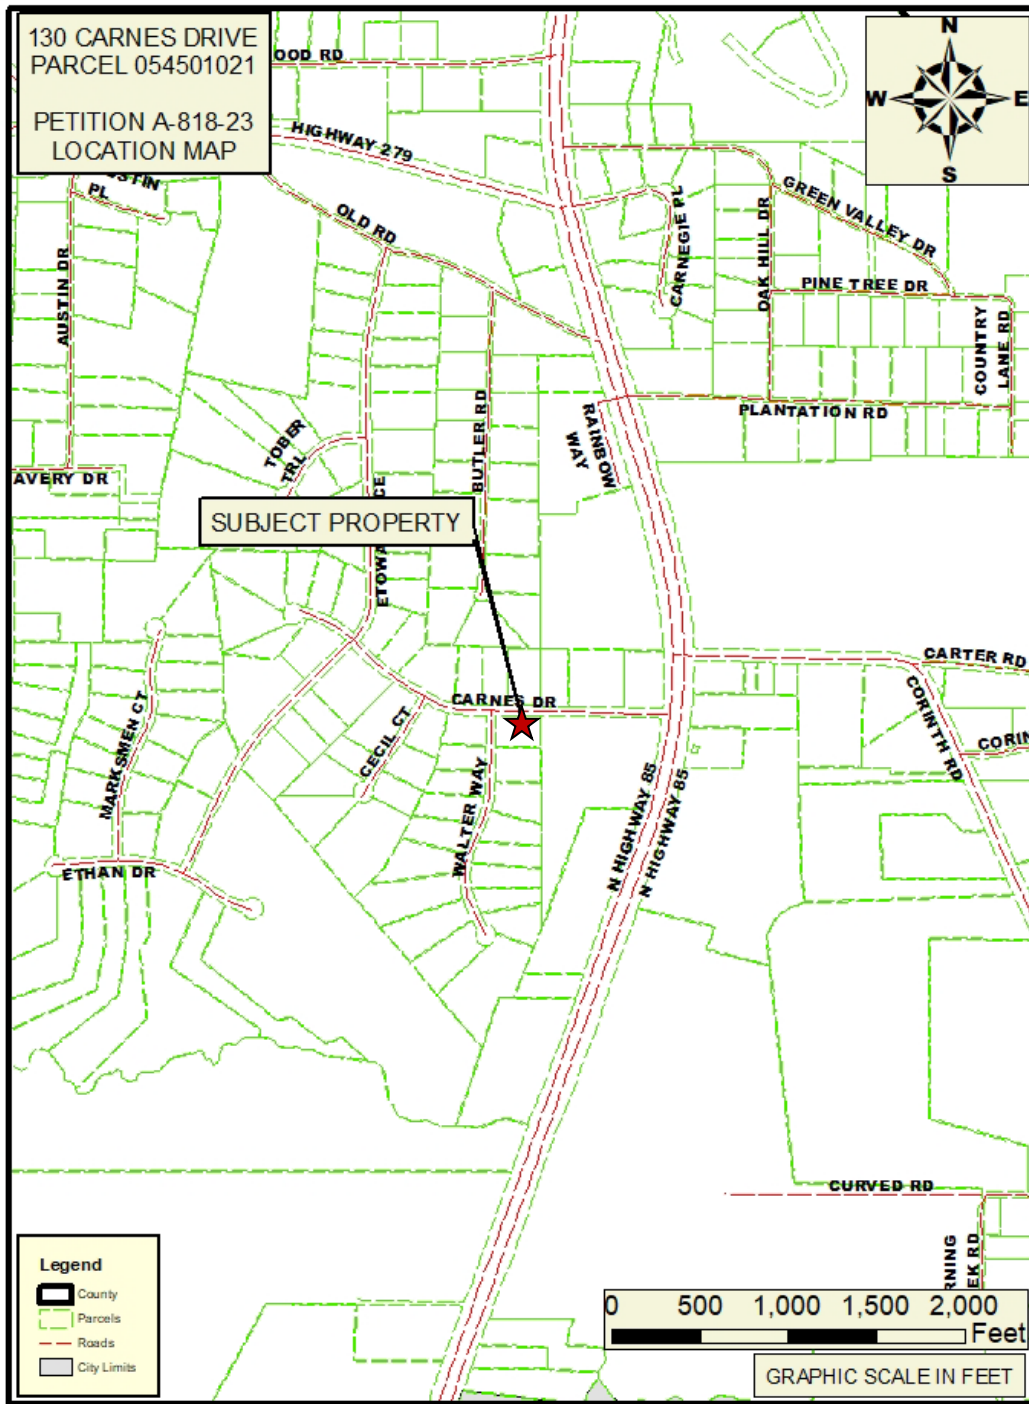 130 CARNES DRIVE
PARCEL 054501021
PETITION A-818-23
LOCATION MAP
N
W
E
S
OOD RD
HIGHWAY 279
PL
OLD RD
AUSTIN DR
CARNEGIE PL
OAK HILL DR
GREEN VALLEY DR
PINE TREE DR
COUNTRY
LANE RD
PLANTATION RD
RAINBOW
WAY
BUTLER RD
TOBER
TRL
AVERY DR
SUBJECT PROPERTY
CARTER RD
CORINTH RD
CORIN
CARNES DR
CECIL CT
MARKSMEN CT
WALTER WAY
N HIGHWAY 85
N HIGHWAY 85
ETHAN DR
CURVED RD
RNING
EK RD
Legend
County
Parcels
Roads
City Limits
0 500 1,000 1,500 2,000
Feet
GRAPHIC SCALE IN FEET